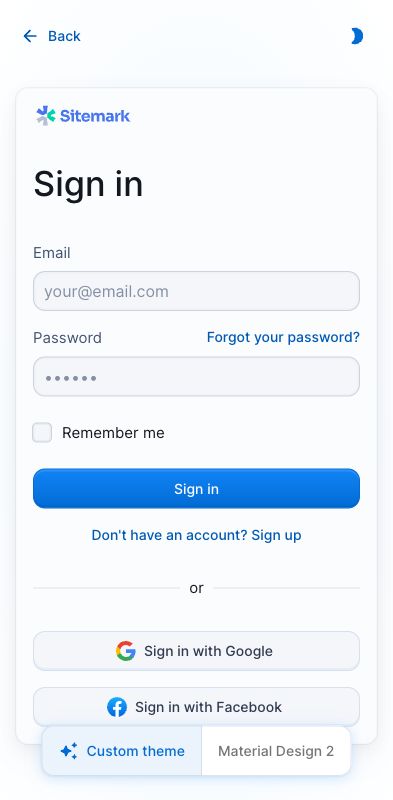 Back
Sitemark
Sign in
Email
your@email.com
Password Forgot your password?
••••••
Remember me
Sign in
Don't have an account? Sign up
or
Sign in with Google
Sign in with Facebook
Custom theme Material Design 2